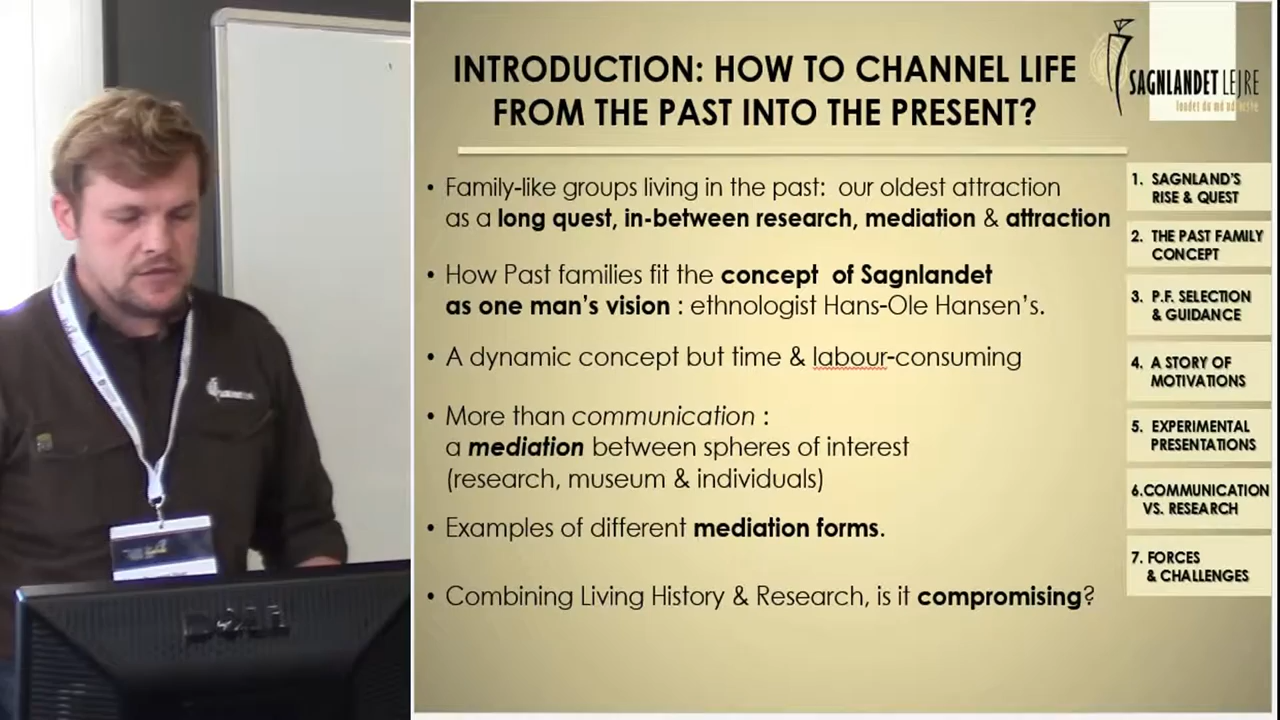 INTRODUCTION: HOW TO CHANNEL LIFE
FROM THE PAST INTO THE PRESENT?
SAGNLANDET LEJRE
• Family-like groups living in the past: our oldest attraction
as a long quest, in-between research, mediation & attraction
• How Past families fit the concept of Sagnlandet
as one man's vision : ethnologist Hans-Ole Hansen's.
• A dynamic concept but time & labour-consuming
• More than communication :
a mediation between spheres of interest
(research, museum & individuals)
• Examples of different mediation forms.
• Combining Living History & Research, is it compromising?
1. SAGNLAND'S
RISE & QUEST
2. THE PAST FAMILY
CONCEPT
3. P.F. SELECTION
& GUIDANCE
4. A STORY OF
MOTIVATIONS
5. EXPERIMENTAL
PRESENTATIONS
6.COMMUNICATION
VS. RESEARCH
7. FORCES
& CHALLENGES
DELL